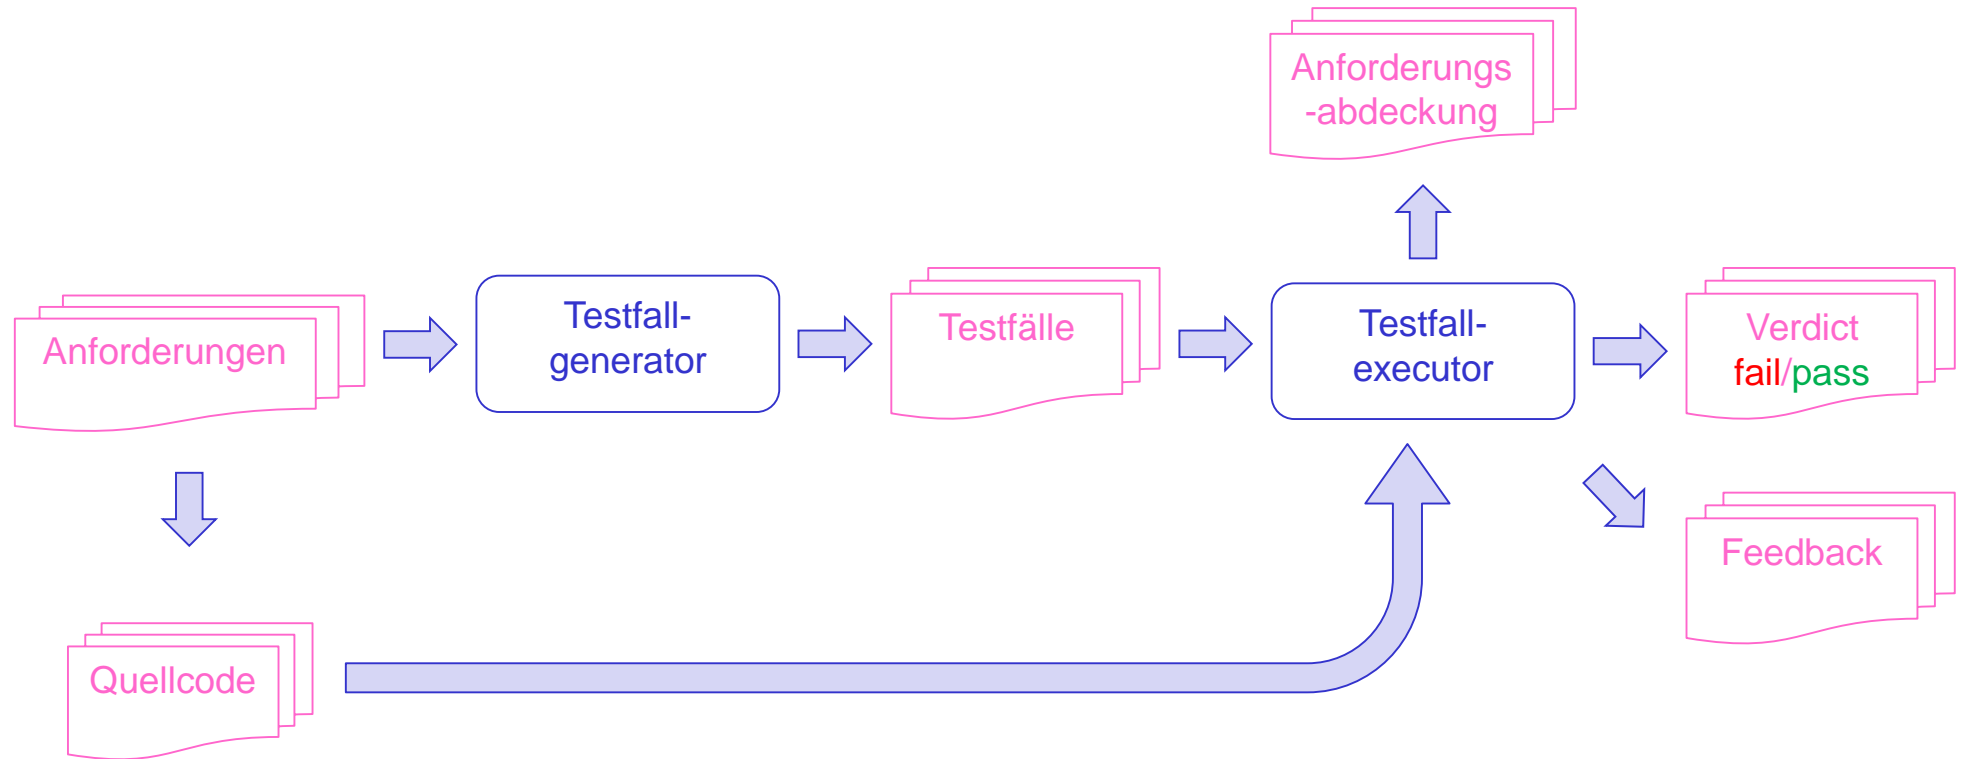 Anforderungs
-abdeckung
Anforderungen
Testfall-
generator
Testfälle
Testfall-
executor
Verdict
fail/pass
Feedback
Quellcode